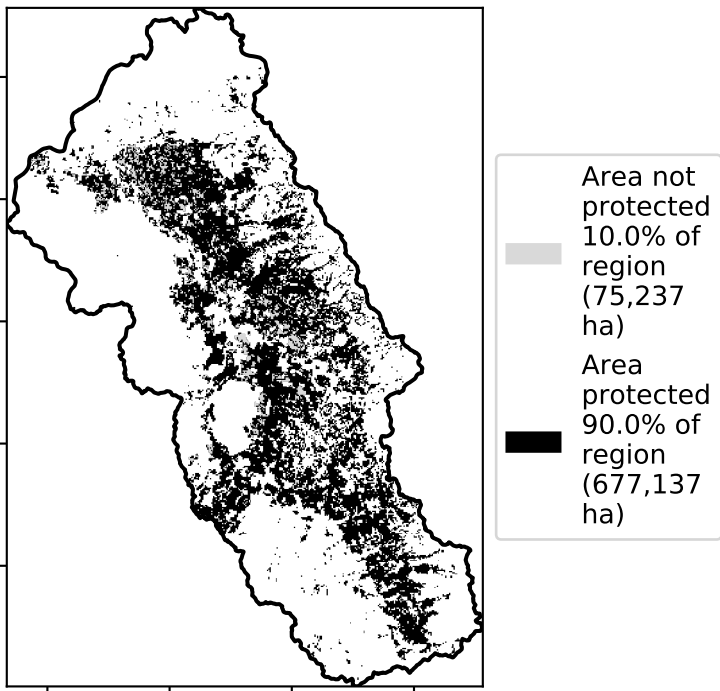 Area not
protected
10.0% of
region
(75,237
ha)
Area
protected
90.0% of
region
(677,137
ha)